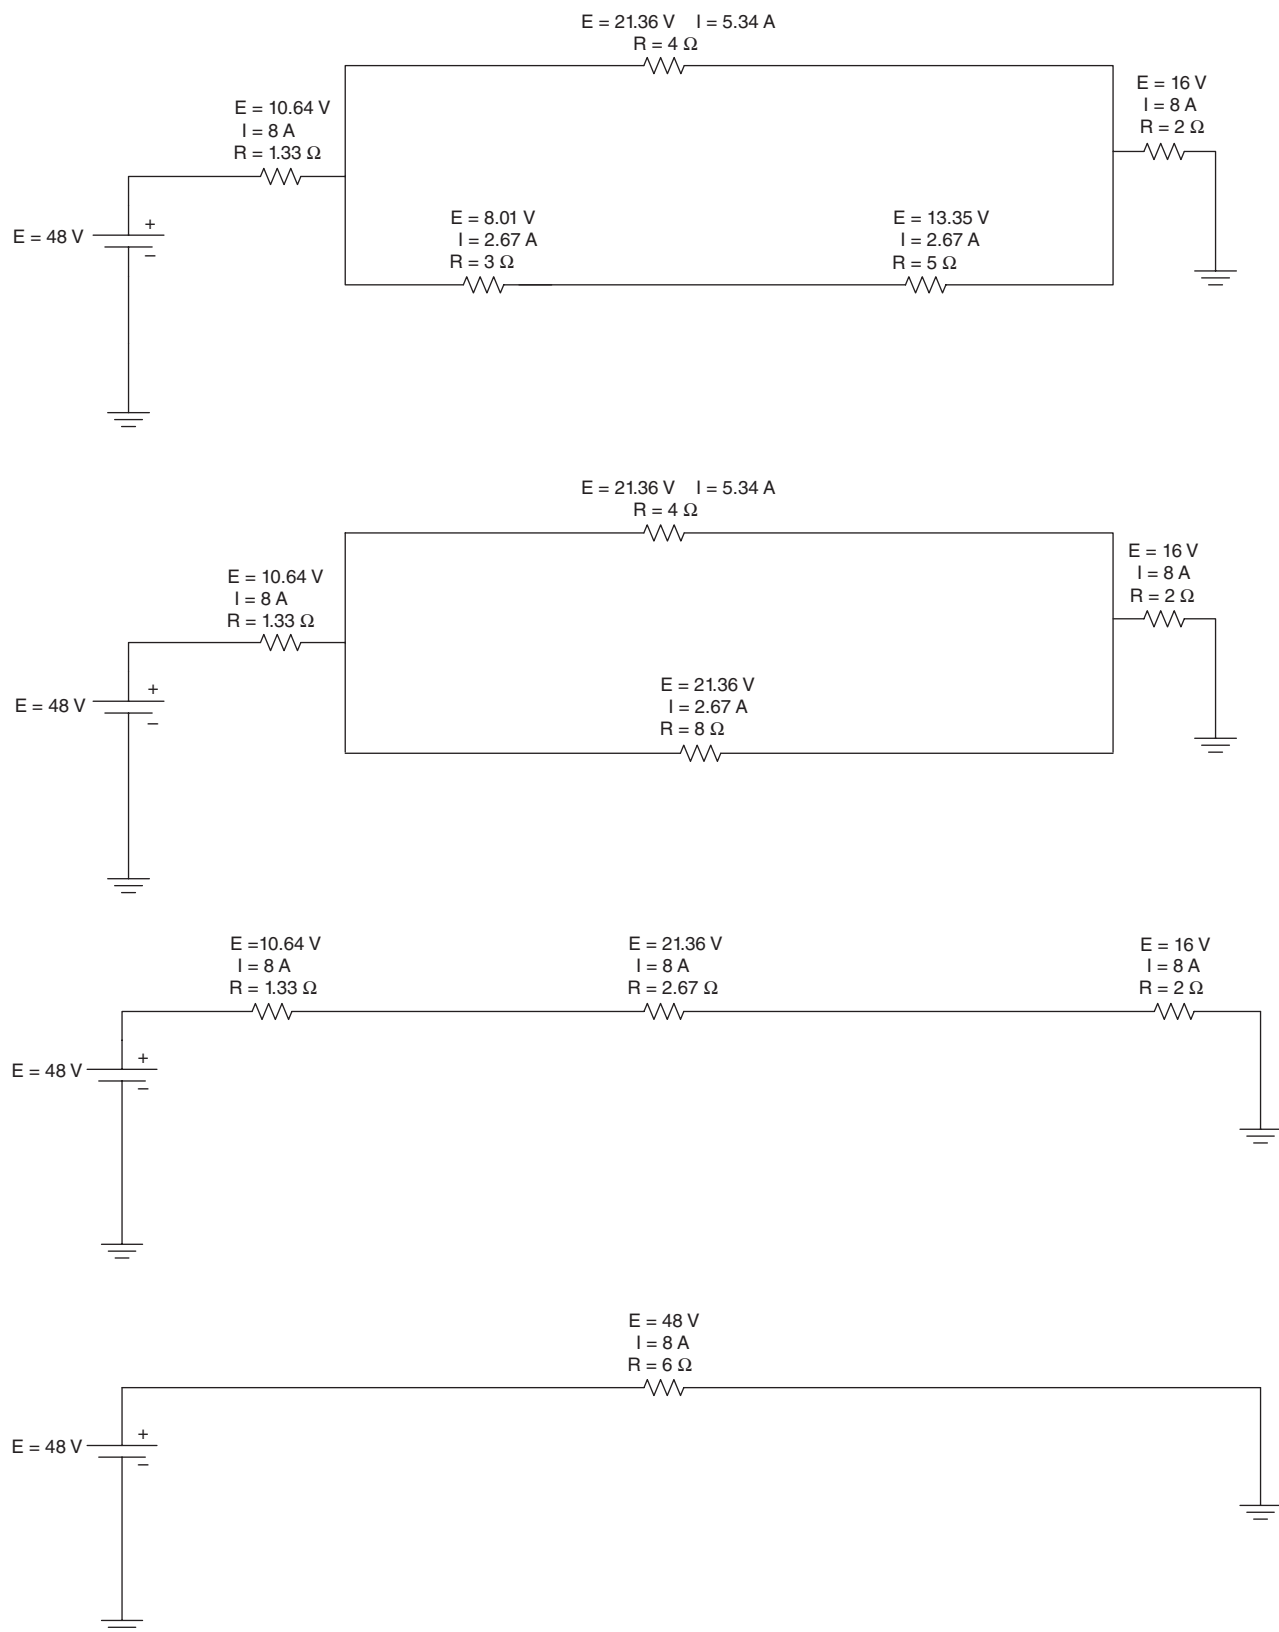 E = 21.36 V I = 5.34 A
R = 4 Ω
E = 10.64 V
I = 8 A
R = 1.33 Ω
E = 16 V
I = 8 A
R = 2 Ω
E = 48 V
+
–
E = 8.01 V
I = 2.67 A
R = 3 Ω
E = 13.35 V
I = 2.67 A
R = 5 Ω
E = 21.36 V I = 5.34 A
R = 4 Ω
E = 10.64 V
I = 8 A
R = 1.33 Ω
E = 16 V
I = 8 A
R = 2 Ω
E = 48 V
+
–
E = 21.36 V
I = 2.67 A
R = 8 Ω
E =10.64 V
I = 8 A
R = 1.33 Ω
E = 21.36 V
I = 8 A
R = 2.67 Ω
E = 16 V
I = 8 A
R = 2 Ω
E = 48 V
+
–
E = 48 V
I = 8 A
R = 6 Ω
E = 48 V
+
–